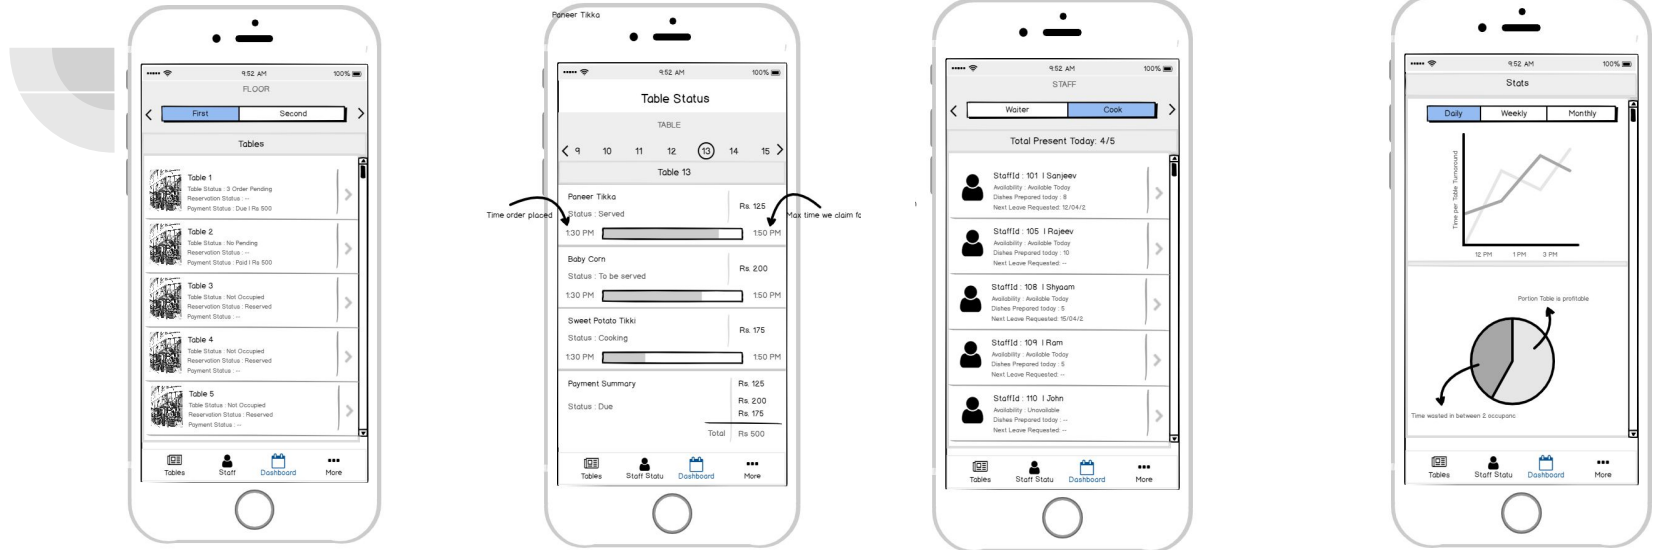 9:52 AM 100%
FLOOR
First Second
Tables
Table 1
Table Status : 3 Order Pending
Reservation Status : --
Payment Status : Due I Rs 500
Table 2
Table Status : No Pending
Reservation Status : --
Payment Status : Paid I Rs 500
Table 3
Table Status : Not Occupied
Reservation Status : Reserved
Payment Status : --
Table 4
Table Status : Not Occupied
Reservation Status : Reserved
Payment Status : --
Table 5
Table Status : Not Occupied
Reservation Status : Reserved
Payment Status : --
Tables Staff Dashboard More
Paneer Tikka
9:52 AM 100%
Table Status
TABLE
9 10 11 12 13 14 15
Table 13
Paneer Tikka
Rs. 125
Status : Served
Time order placed
Max time we claim fo
1:30 PM 1:50 PM
Baby Corn
Rs. 200
Status : To be served
1:30 PM 1:50 PM
Sweet Potato Tikki
Rs. 175
Status : Cooking
1:30 PM 1:50 PM
Payment Summary Rs. 125
Status : Due Rs. 200
Rs. 175
Total Rs 500
Tables Staff Statu Dashboard More
9:52 AM 100%
STAFF
Waiter Cook
Total Present Today: 4/5
StaffId : 101 I Sanjeev
Availability : Available Today
Dishes Prepared today : 8
Next Leave Requested: 12/04/2
StaffId : 105 I Rajeev
Availability : Available Today
Dishes Prepared today : 10
Next Leave Requested: --
StaffId : 108 I Shyaam
Availability : Available Today
Dishes Prepared today : 5
Next Leave Requested: 15/04/2
StaffId : 109 I Ram
Availability : Available Today
Dishes Prepared today : 5
Next Leave Requested: --
StaffId : 110 I John
Availability : Unavailable
Dishes Prepared today : --
Next Leave Requested: --
Tables Staff Statu Dashboard More
9:52 AM 100%
Stats
Daily Weekly Monthly
Time per Table Turnaround
12 PM 1 PM 3 PM
Portion Table is profitable
Time wasted in between 2 occupanc
Tables Staff Statu Dashboard More